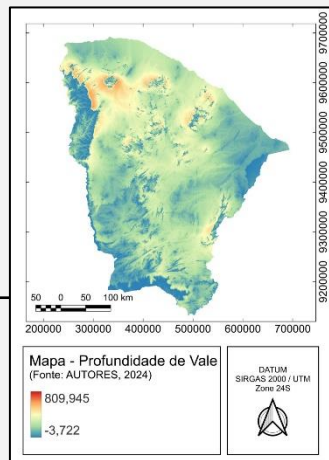 9700000
9600000
9500000
9400000
9300000
9200000
50 0 50 100 km
200000 300000 400000 500000 600000 700000
Mapa - Profundidade de Vale
(Fonte: AUTORES, 2024)
809,945
-3,722
DATUM
SIRGAS 2000 / UTM
Zone 24S